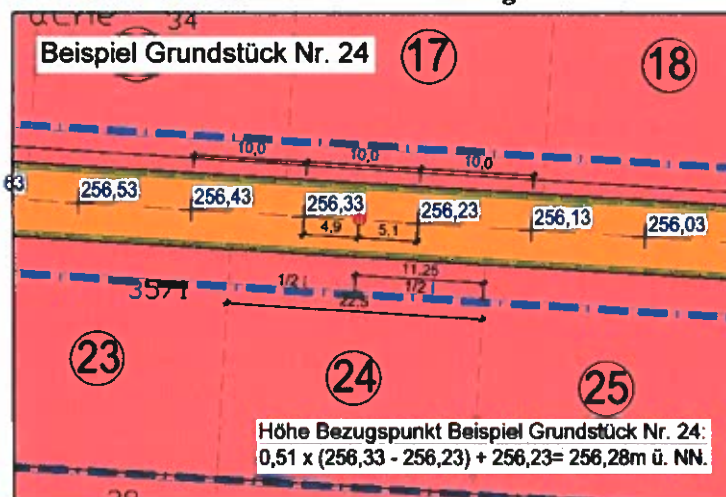 34
Beispiel Grundstück Nr. 24
17
18
10,0 10,0 10,0
63 256,53 256,43 256,33 256,23 256,13 256,03
4,9 5,1
11,25
1/2 1/2
3571
22,5
23
24
25
Höhe Bezugspunkt Beispiel Grundstück Nr. 24:
0,51 x (256,33 - 256,23) + 256,23= 256,28m ü. NN.